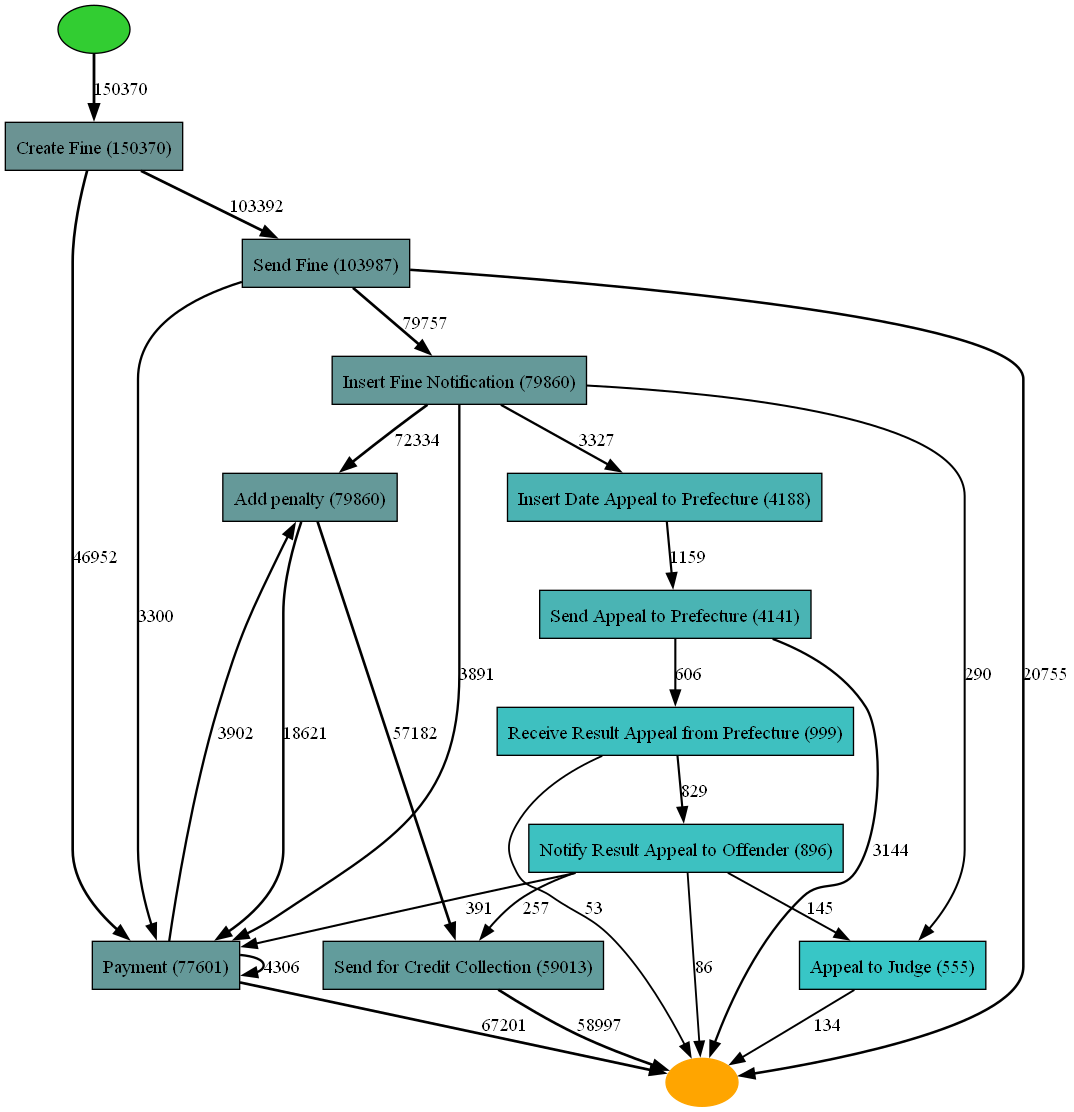 150370
Create Fine (150370)
103392
Send Fine (103987)
79757
Insert Fine Notification (79860)
72334
3327
Add penalty (79860)
Insert Date Appeal to Prefecture (4188)
46952
1159
3300
Send Appeal to Prefecture (4141)
3891
606
290
20755
3902
18621
57182
Receive Result Appeal from Prefecture (999)
829
Notify Result Appeal to Offender (896)
3144
391
257
53
145
Payment (77601)
4306
Send for Credit Collection (59013)
86
Appeal to Judge (555)
67201
58997
134